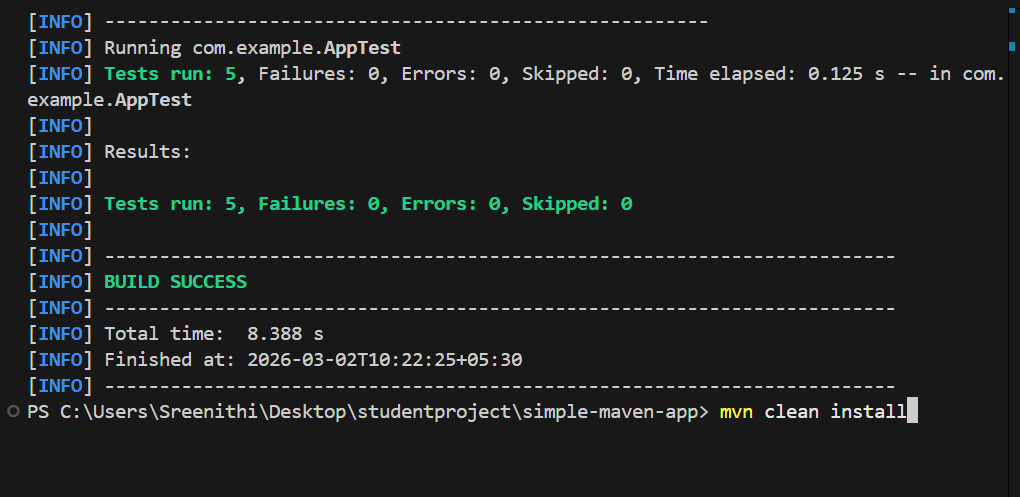 [INFO] -------------------------------------------------------
[INFO] Running com.example.AppTest
[INFO] Tests run: 5, Failures: 0, Errors: 0, Skipped: 0, Time elapsed: 0.125 s -- in com.
example.AppTest
[INFO]
[INFO] Results:
[INFO]
[INFO] Tests run: 5, Failures: 0, Errors: 0, Skipped: 0
[INFO]
[INFO] ------------------------------------------------------------------------
[INFO] BUILD SUCCESS
[INFO] ------------------------------------------------------------------------
[INFO] Total time:  8.388 s
[INFO] Finished at: 2026-03-02T10:22:25+05:30
[INFO] ------------------------------------------------------------------------
PS C:\Users\Sreenithi\Desktop\studentproject\simple-maven-app> mvn clean install